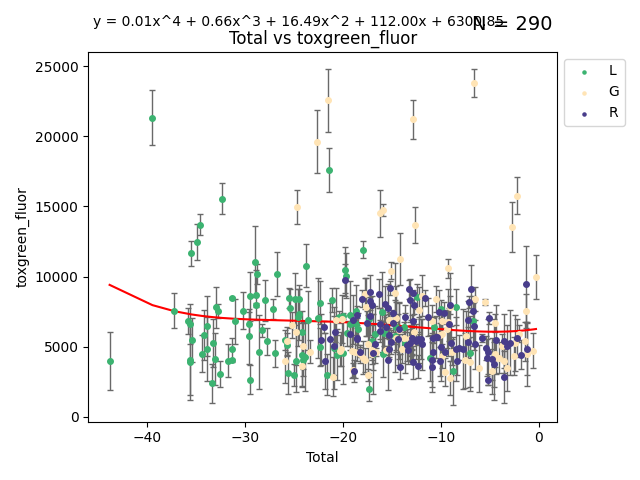 y = 0.01x^4 + 0.66x^3 + 16.49x^2 + 112.00x + 6300.85
N = 290
Total vs toxgreen_fluor
25000
20000
15000
10000
5000
0
toxgreen_fluor
−40
−30
−20
−10
0
Total
L
G
R